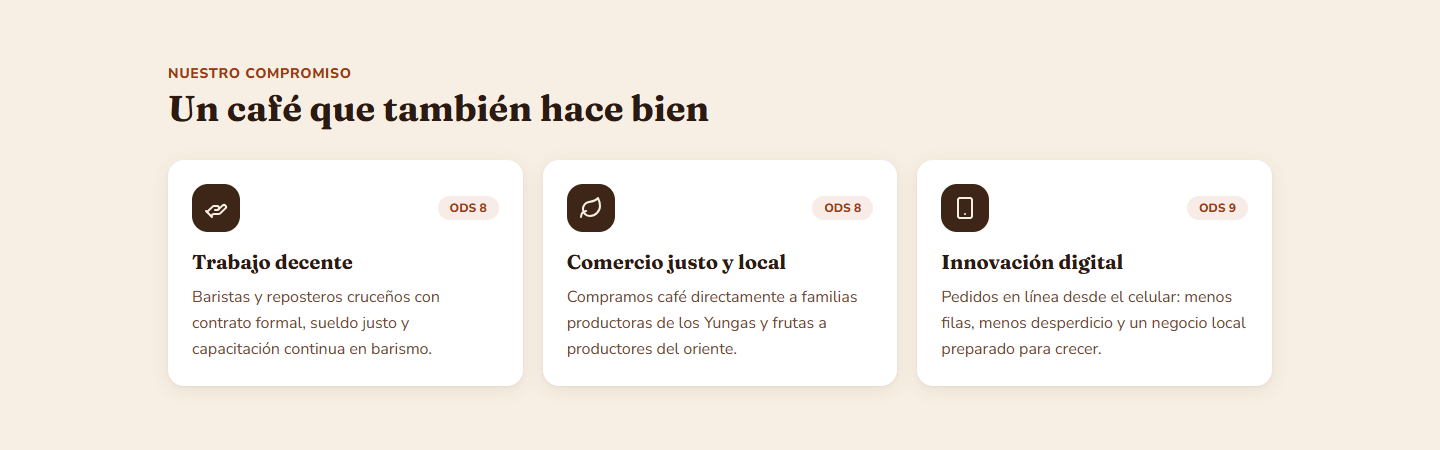 NUESTRO COMPROMISO
Un café que también hace bien
ODS 8
Trabajo decente
Baristas y reposteros cruceños con
contrato formal, sueldo justo y
capacitación continua en barismo.
ODS 8
Comercio justo y local
Compramos café directamente a familias
productoras de los Yungas y frutas a
productores del oriente.
ODS 9
Innovación digital
Pedidos en línea desde el celular: menos
filas, menos desperdicio y un negocio local
preparado para crecer.